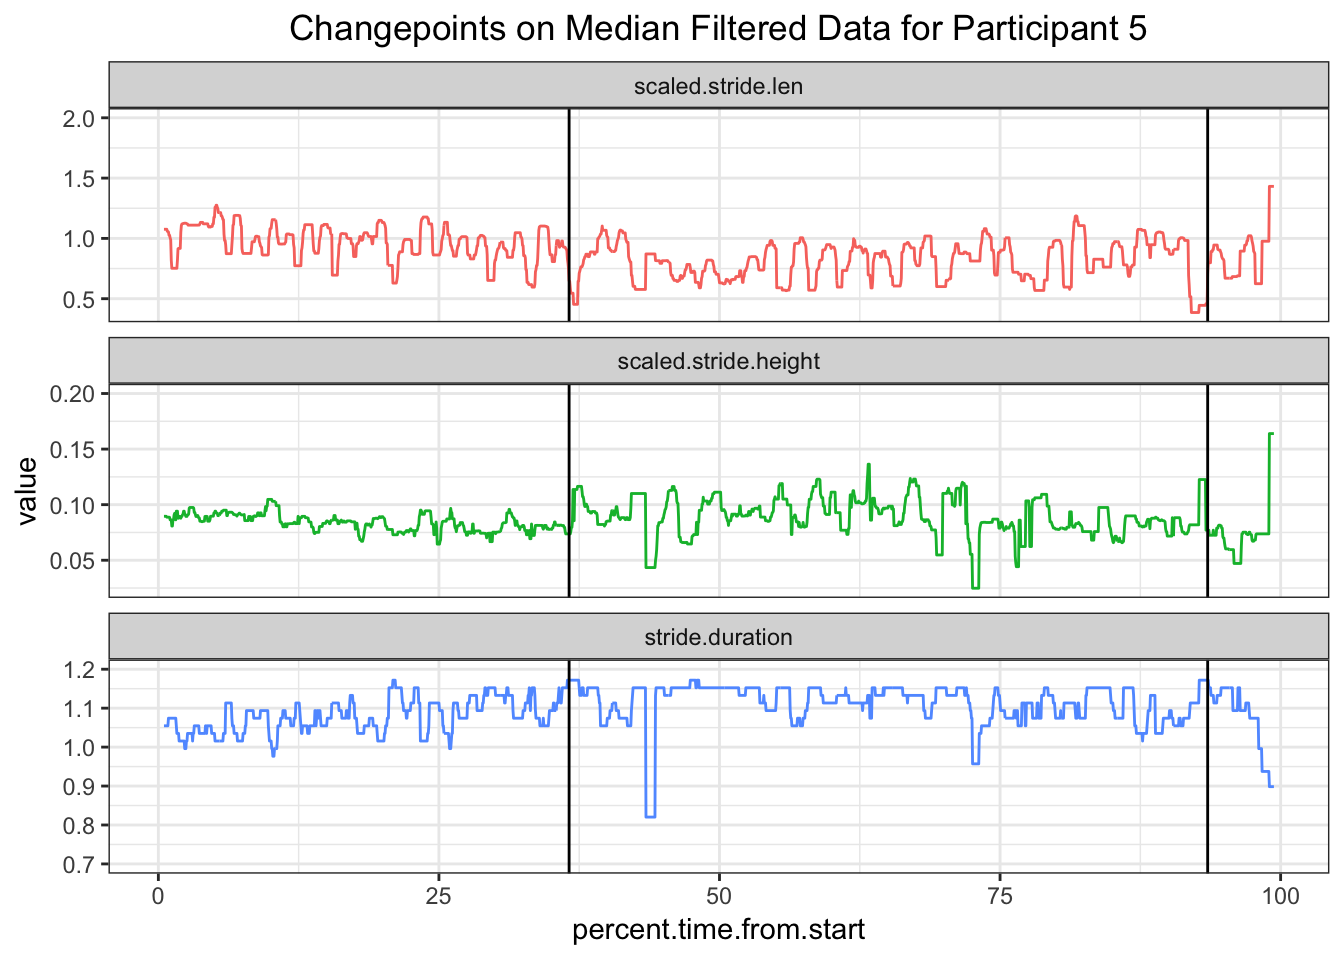 Changepoints on Median Filtered Data for Participant 5
scaled.stride.len
2.0
1.5
1.0
0.5
scaled.stride.height
0.20
0.15
0.10
0.05
value
stride.duration
1.2
1.1
1.0
0.9
0.8
0.7
0 25 50 75 100
percent.time.from.start